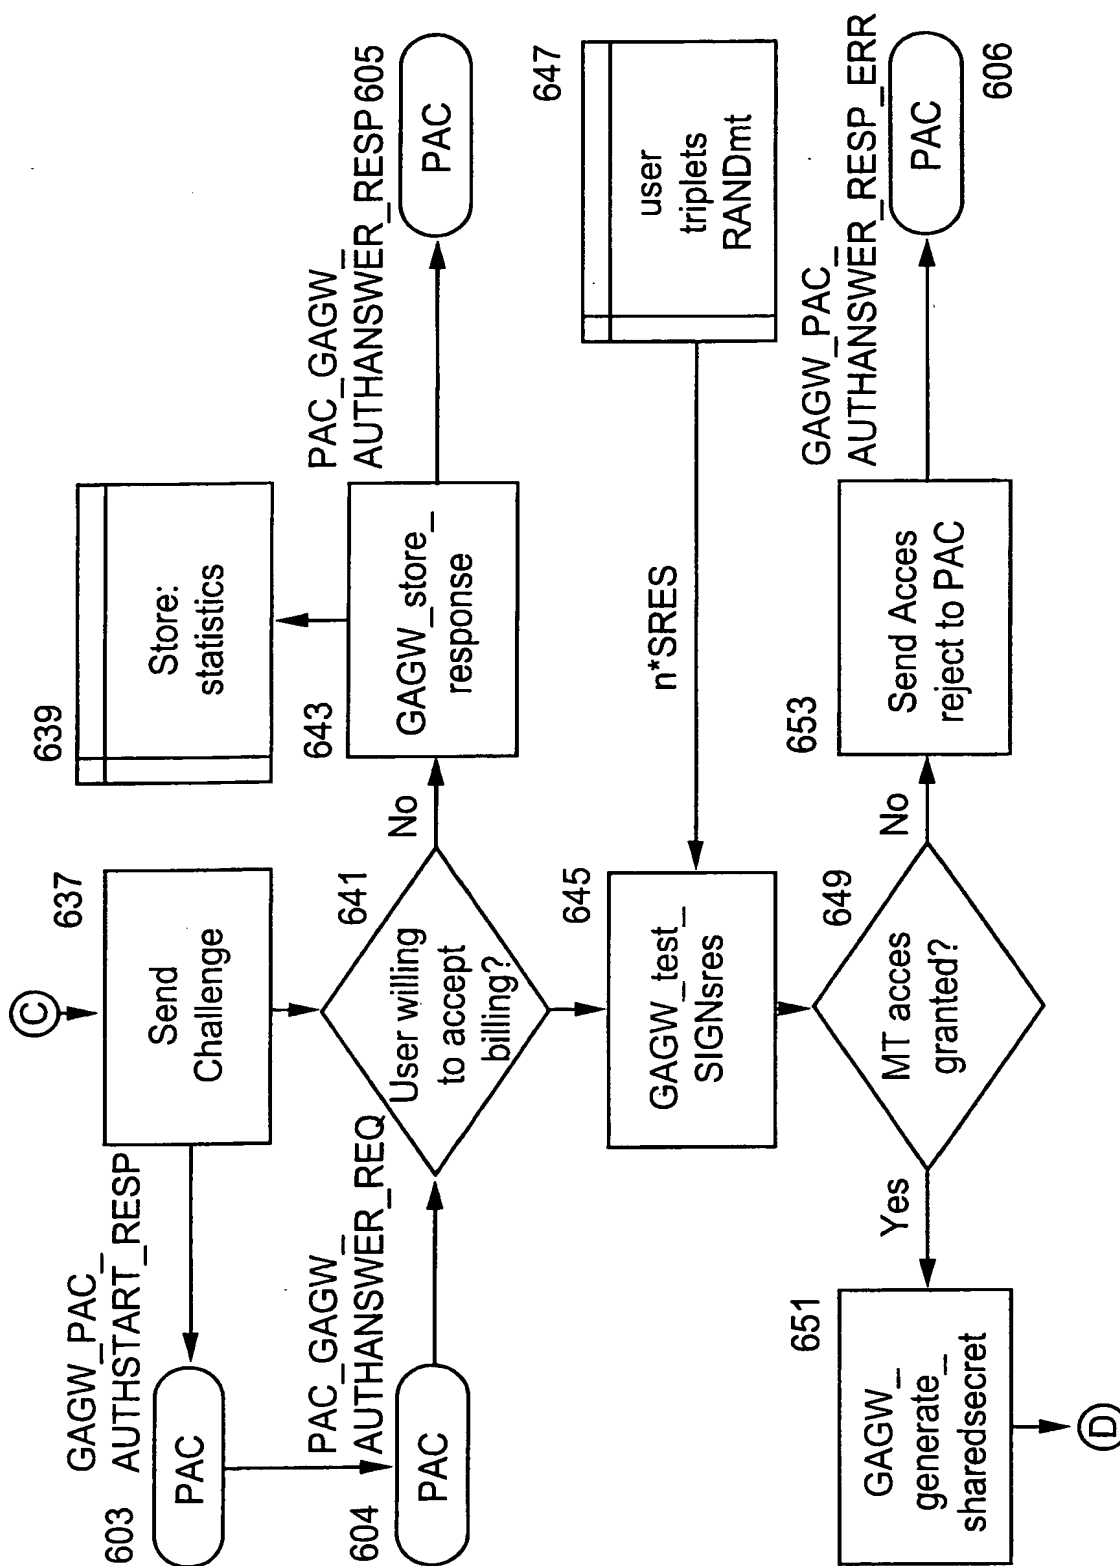 C
637
Send
Challenge
GAGW_PAC_
AUTHSTART_RESP
603
PAC
639
Store:
statistics
PAC_GAGW_
AUTHANSWER_REQ
604
PAC
641
User willing
to accept
billing?
No
643
GAGW_store_
response
PAC_GAGW_
AUTHANSWER_RESP
605
PAC
645
GAGW_test_
SIGNsres
n*SRES
647
user
triplets
RANDmt
649
MT acces
granted?
Yes
No
651
GAGW_
generate_
sharedsecret
D
653
Send Acces
reject to PAC
GAGW_PAC_
AUTHANSWER_RESP_ERR
PAC
606